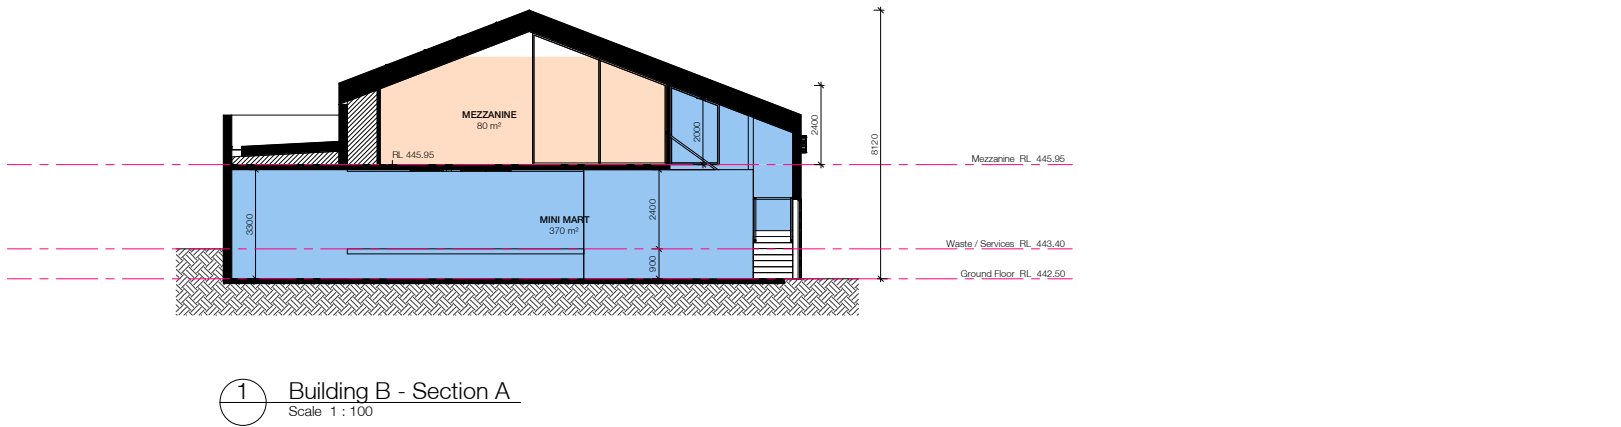 MEZZANINE
80 m²
RL 445.95
2000
2400
8120
Mezzanine RL 445.95
3300
MINI MART
370 m²
2400
900
Waste / Services RL 443.40
Ground Floor RL 442.50
1
Building B - Section A
Scale 1 : 100